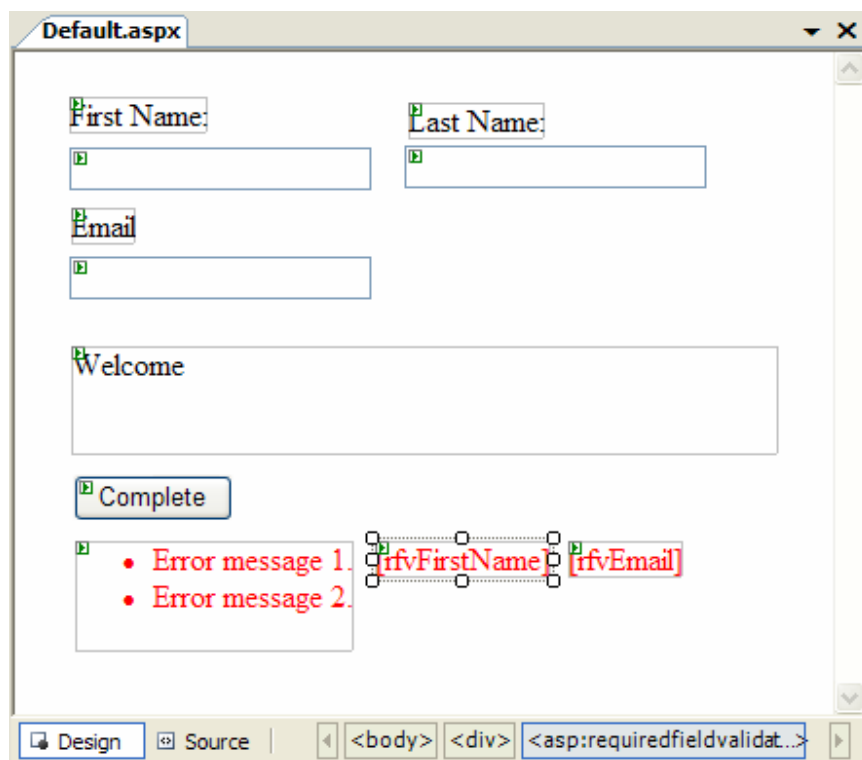 Default.aspx
First Name: Last Name:
Email
Welcome
Complete
• Error message 1. [rfvFirstName] [rfvEmail]
• Error message 2.
Design Source <body> <div> <asp:requiredfieldvalidat...>